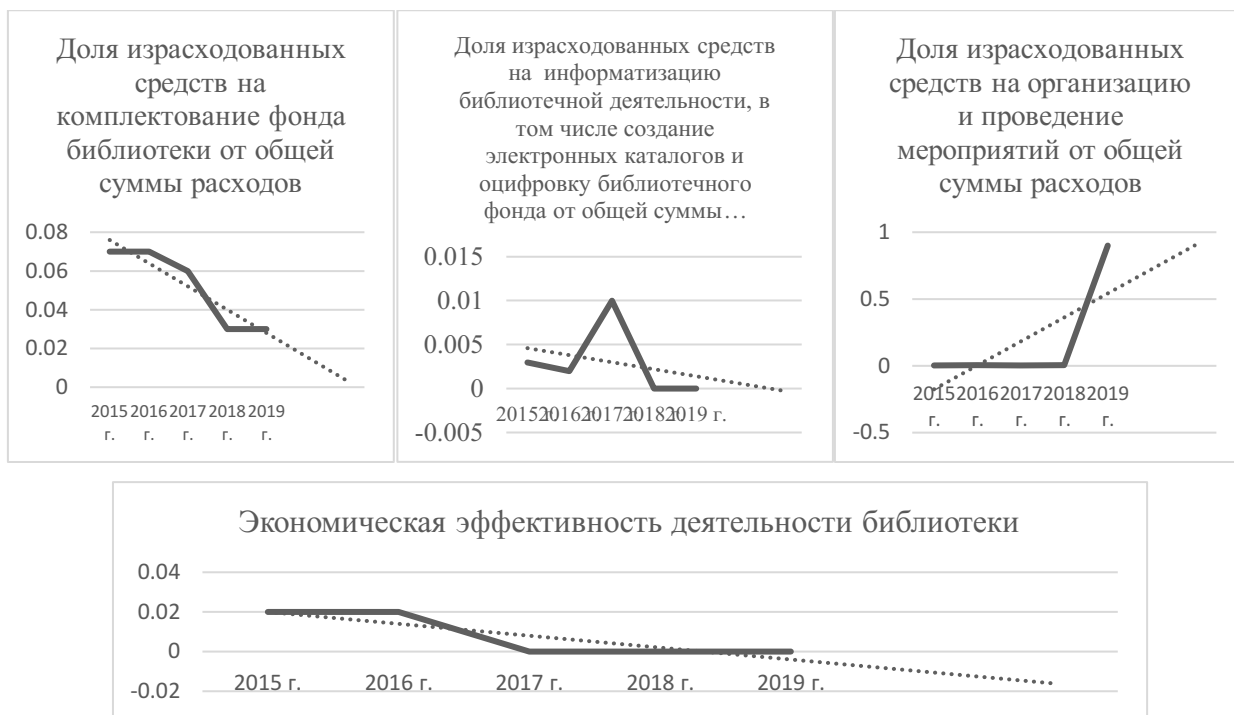 Доля израсходованных
средств на
комплектование фонда
библиотеки от общей
суммы расходов
0.08
0.06
0.04
0.02
0
2015 2016 2017 2018 2019
г. г. г. г. г.
Доля израсходованных средств
на информатизацию
библиотечной деятельности, в
том числе создание
электронных каталогов и
оцифровку библиотечного
фонда от общей суммы…
0.015
0.01
0.005
0
2015г. 2016г. 2017г. 2018г. 2019 г.
-0.005
Доля израсходованных
средств на организацию
и проведение
мероприятий от общей
суммы расходов
1
0.5
0
2015 2016 2017 2018 2019
г. г. г. г. г.
-0.5
Экономическая эффективность деятельности библиотеки
0.04
0.02
0
2015 г. 2016 г. 2017 г. 2018 г. 2019 г.
-0.02